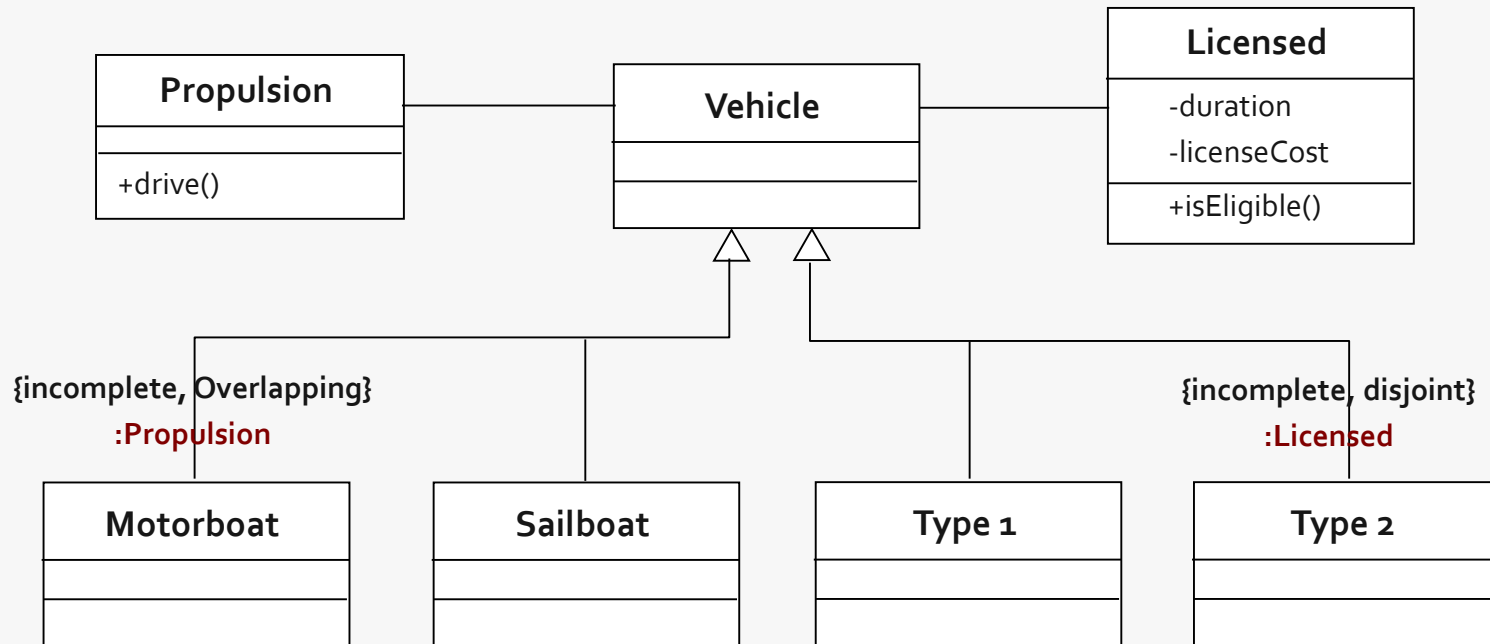 Propulsion
+drive()
Vehicle
Licensed
-duration
-licenseCost
+isEligible()
{incomplete, Overlapping}
:Propulsion
{incomplete, disjoint}
:Licensed
Motorboat
Sailboat
Type 1
Type 2